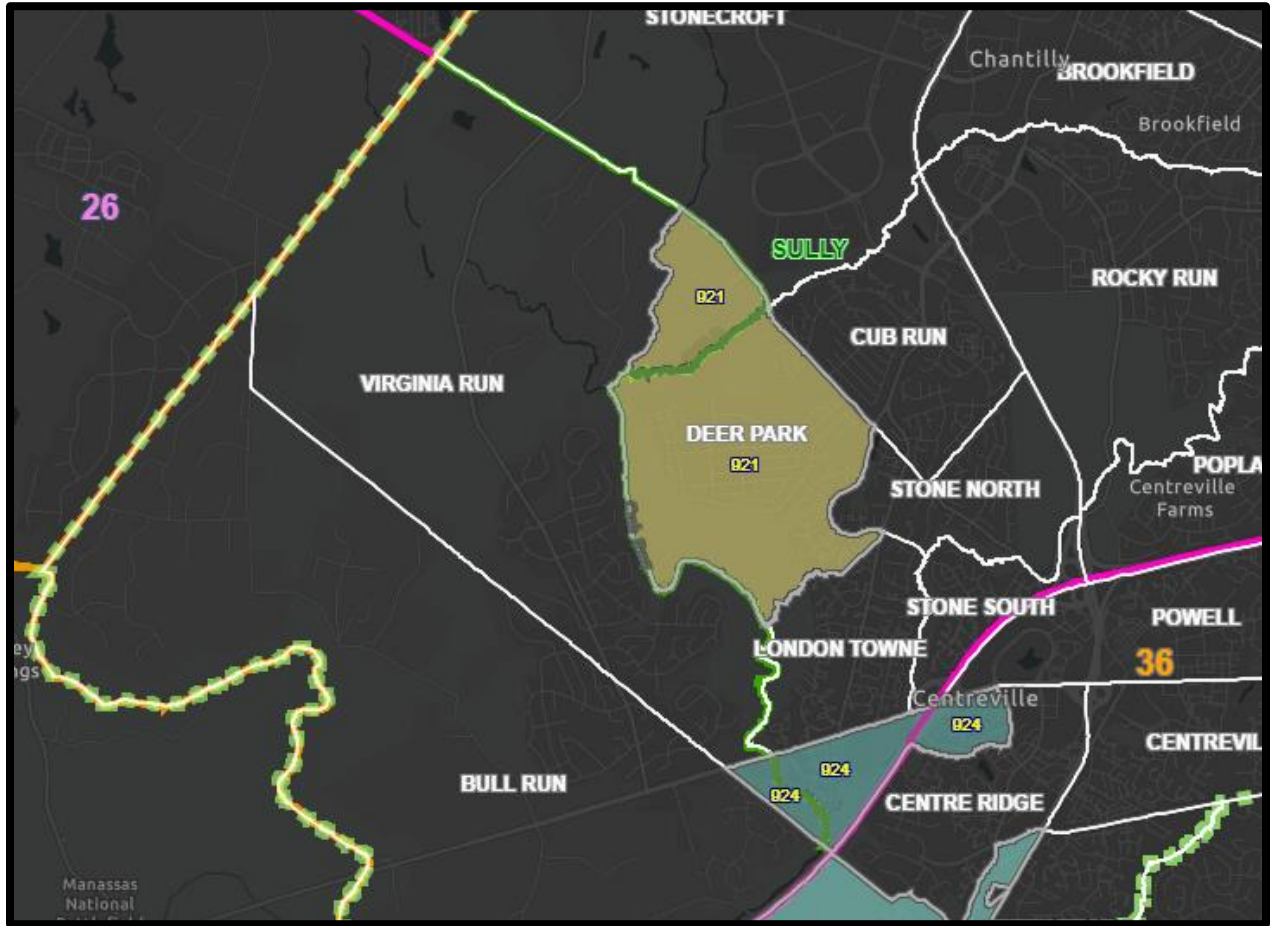 STONECROFT
Chantilly
BROOKFIELD
Brookfield
26
SULLY
ROCKY RUN
921
CUB RUN
VIRGINIA RUN
DEER PARK
921
POPLA
STONE NORTH
Centreville
Farms
STONE SOUTH
POWELL
LONDON TOWNE
36
ey
ngs
Centreville
924
CENTREVIL
924
BULL RUN
924
CENTRE RIDGE
Manassas
National